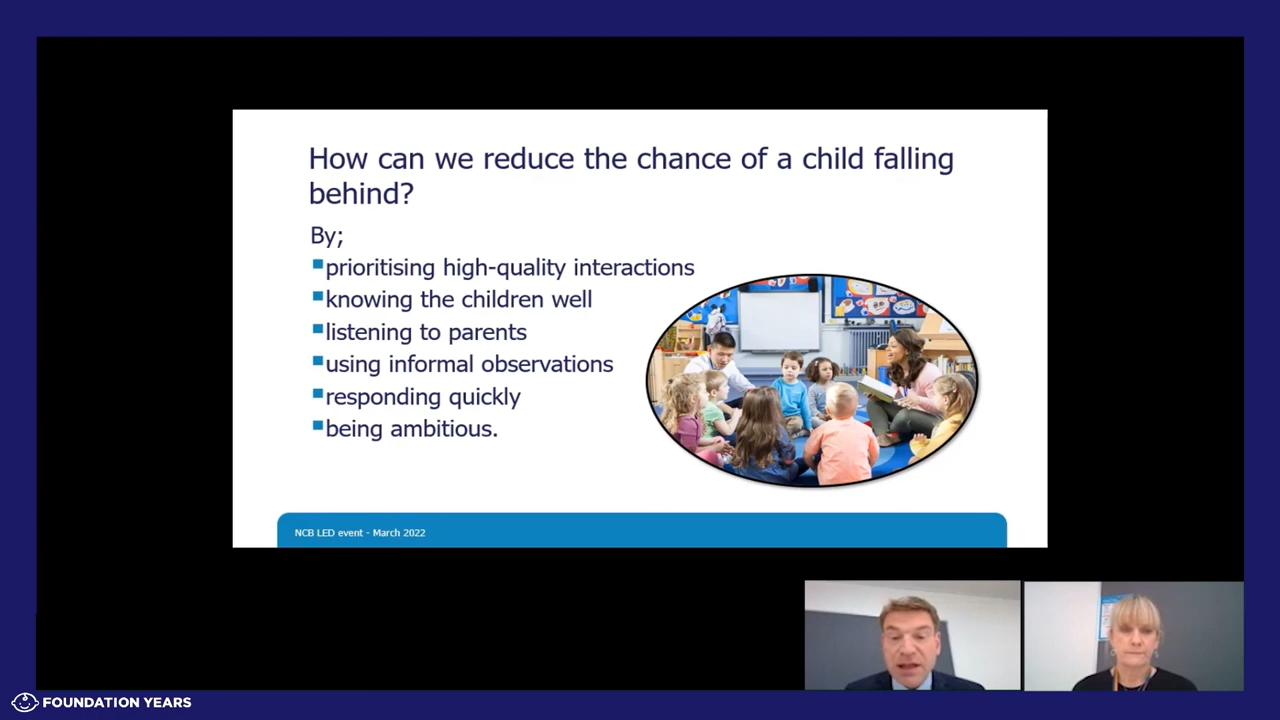 How can we reduce the chance of a child falling
behind?
By;
prioritising high-quality interactions
knowing the children well
listening to parents
using informal observations
responding quickly
being ambitious.
NCB LED event - March 2022
FOUNDATION YEARS